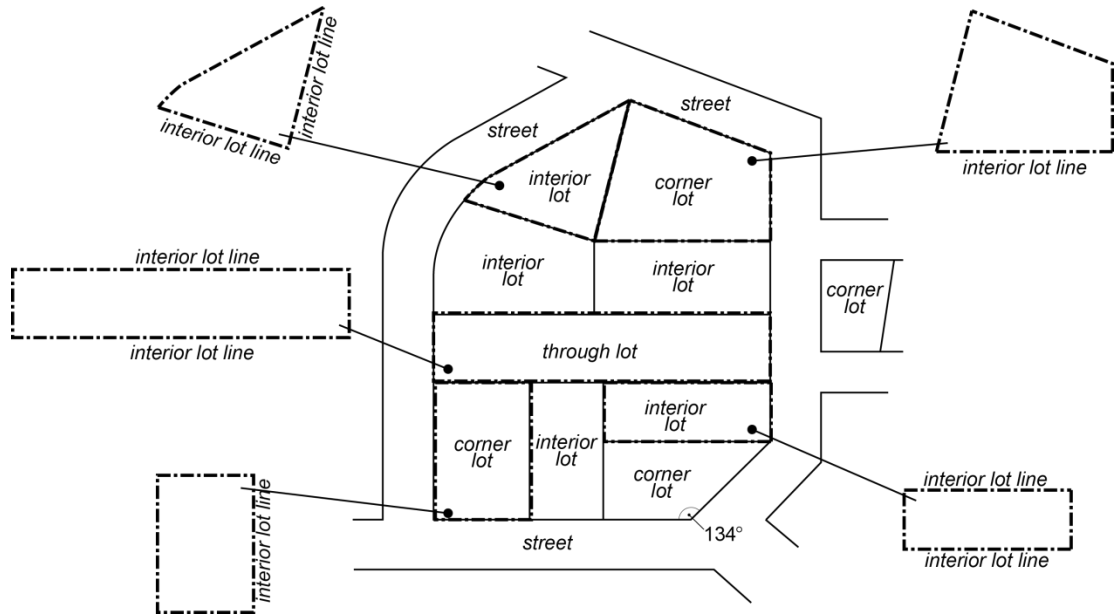 interior lot line
interior lot line
street
street
interior lot line
interior
lot
corner
lot
interior lot line
interior
lot
interior
lot
corner
lot
interior lot line
through lot
interior
lot
corner
lot
interior
lot
corner
lot
interior lot line
interior lot line
134°
street
interior lot line